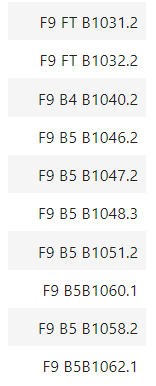 F9 FT B1031.2
F9 FT B1032.2
F9 B4 B1040.2
F9 B5 B1046.2
F9 B5 B1047.2
F9 B5 B1048.3
F9 B5 B1051.2
F9 B5B1060.1
F9 B5 B1058.2
F9 B5B1062.1